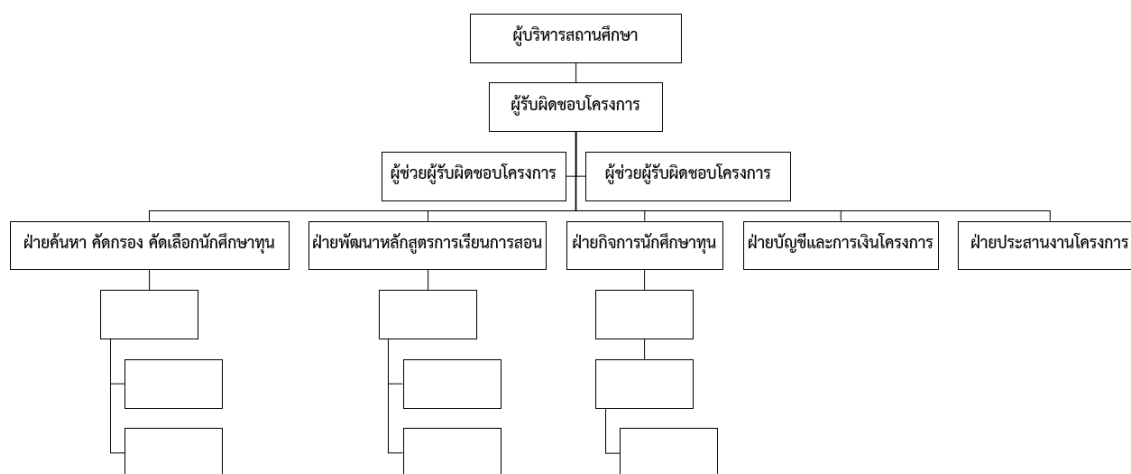 ผู้บริหารสถานศึกษา
ผู้รับผิดชอบโครงการ
ผู้ช่วยผู้รับผิดชอบโครงการ
ผู้ช่วยผู้รับผิดชอบโครงการ
ฝ่ายค้นหา คัดกรอง คัดเลือกนักศึกษาทุน
ฝ่ายพัฒนาหลักสูตรการเรียนการสอน
ฝ่ายกิจการนักศึกษาทุน
ฝ่ายบัญชีและการเงินโครงการ
ฝ่ายประสานงานโครงการ